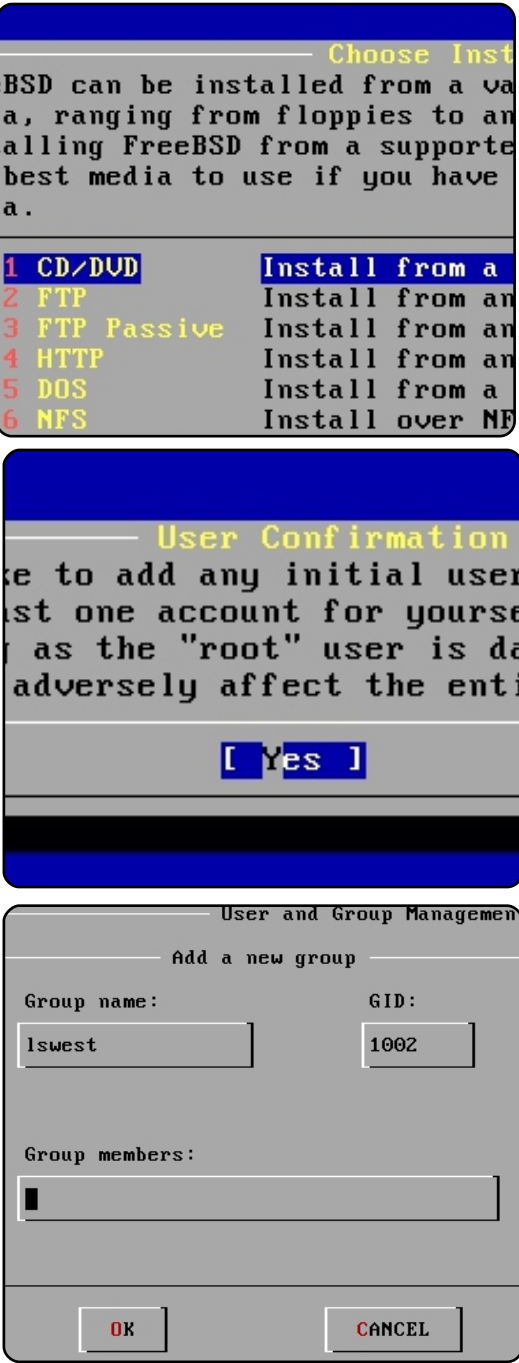 Choose Inst
BSD can be installed from a va
a, ranging from floppies to an
alling FreeBSD from a supporte
best media to use if you have
a.
1 CD/DVD Install from a
2 FTP Install from an
3 FTP Passive Install from an
4 HTTP Install from an
5 DOS Install from a
6 NFS Install over NF
User Confirmation
e to add any initial user
st one account for yourse
as the "root" user is da
adversely affect the enti
[ Yes ]
User and Group Managemen
Add a new group
Group name: GID:
lswest 1002
Group members:
OK CANCEL